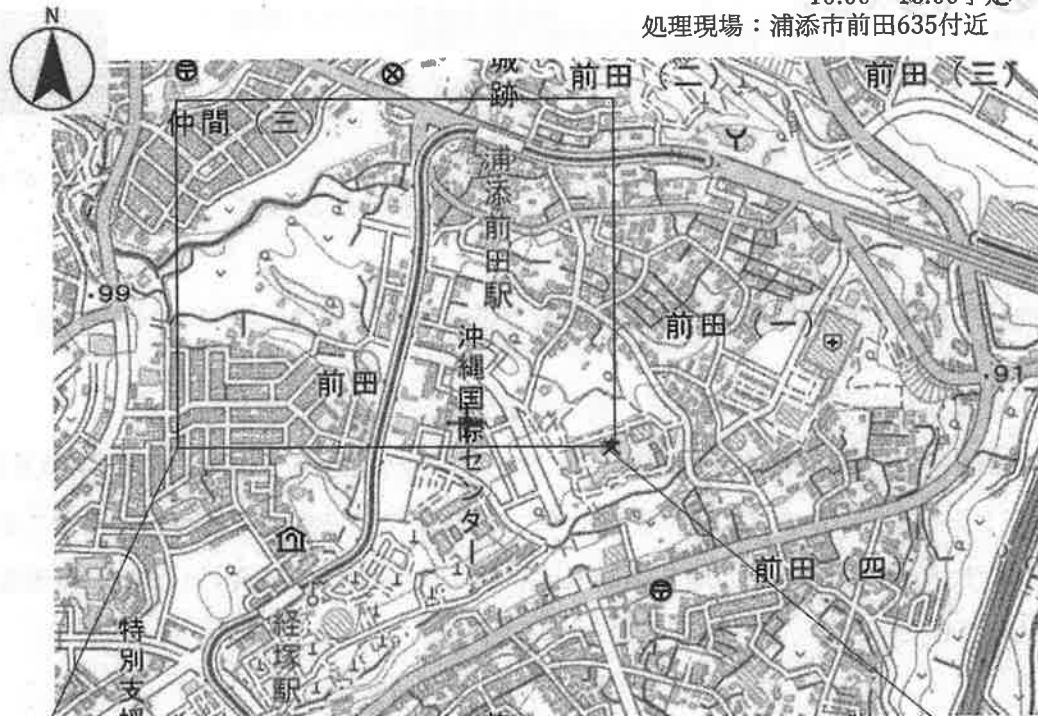 処理現場：浦添市前田635付近
N
城跡
前田（二）
前田（三）
仲間（三）
浦添前田駅
・99
前田（一）
沖縄国際センター
前田
・91
前田（四）
経塚駅
特別支